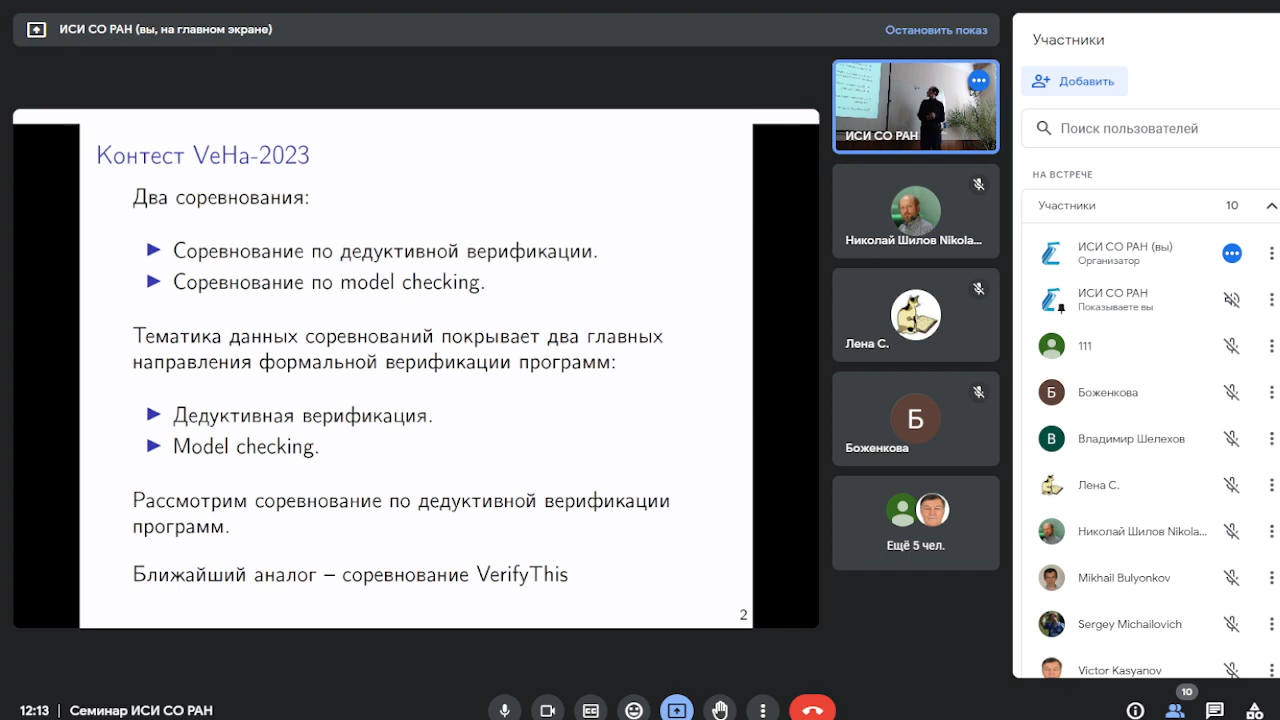 ИСИ СО РАН (вы, на главном экране)
Остановить показ
Контест VeHa-2023
Два соревнования:
Соревнование по дедуктивной верификации.
Соревнование по model checking.
Тематика данных соревнований покрывает два главных
направления формальной верификации программ:
Дедуктивная верификация.
Model checking.
Рассмотрим соревнование по дедуктивной верификации
программ.
Ближайший аналог – соревнование VerifyThis
2
ИСИ СО РАН
Николай Шилов Nikola...
Лена С.
Б
Боженкова
Ещё 5 чел.
Участники
Добавить
Поиск пользователей
НА ВСТРЕЧЕ
Участники 10
ИСИ СО РАН (вы)
Организатор
ИСИ СО РАН
Показываете вы
111
Б Боженкова
В Владимир Шелехов
Лена С.
Николай Шилов Nikola...
Mikhail Bulyonkov
Sergey Michailovich
Victor Kasyanov
12:13 | Семинар ИСИ СО РАН
10